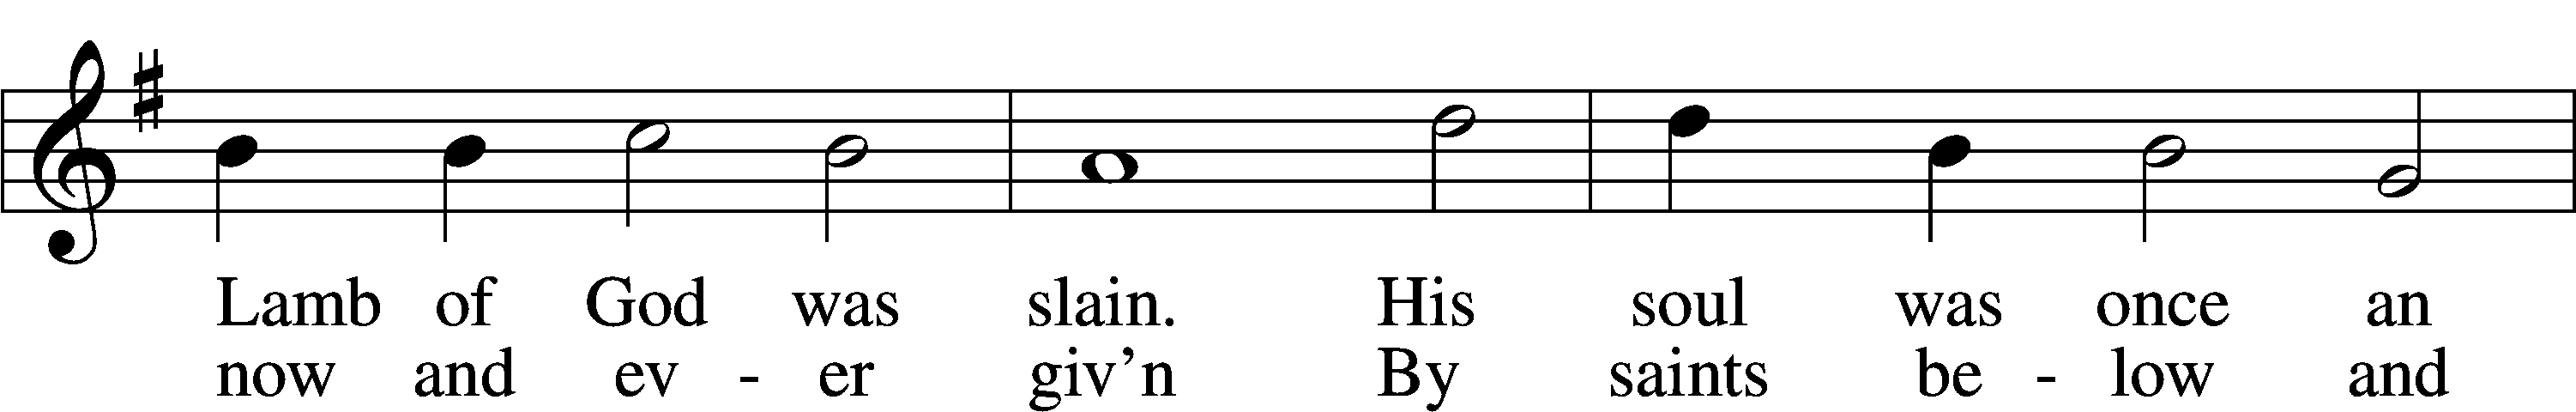 Lamb of God was slain. His soul was once an
now and ev - er giv'n By saints be - low and